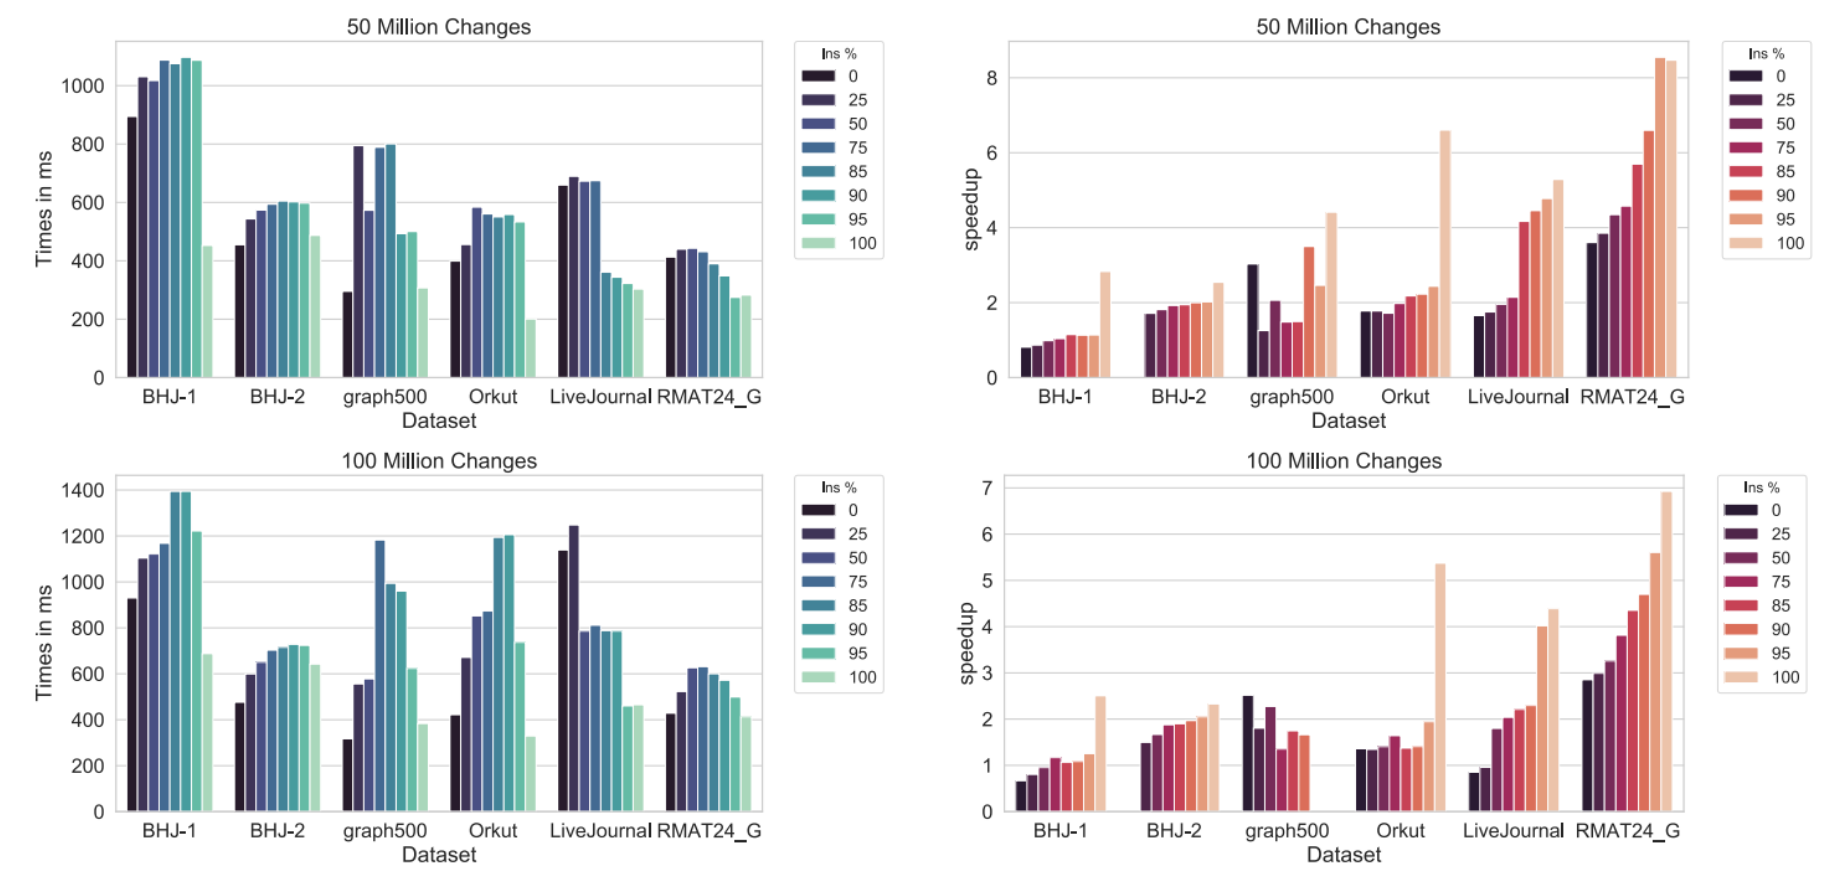 50 Million Changes
Times in ms
1000
800
600
400
200
0
BHJ-1 BHJ-2 graph500 Orkut LiveJournal RMAT24_G
Dataset
Ins %
0
25
50
75
85
90
95
100
50 Million Changes
speedup
8
6
4
2
0
BHJ-1 BHJ-2 graph500 Orkut LiveJournal RMAT24_G
Dataset
Ins %
0
25
50
75
85
90
95
100
100 Million Changes
Times in ms
1400
1200
1000
800
600
400
200
0
BHJ-1 BHJ-2 graph500 Orkut LiveJournal RMAT24_G
Dataset
Ins %
0
25
50
75
85
90
95
100
100 Million Changes
speedup
7
6
5
4
3
2
1
0
BHJ-1 BHJ-2 graph500 Orkut LiveJournal RMAT24_G
Dataset
Ins %
0
25
50
75
85
90
95
100